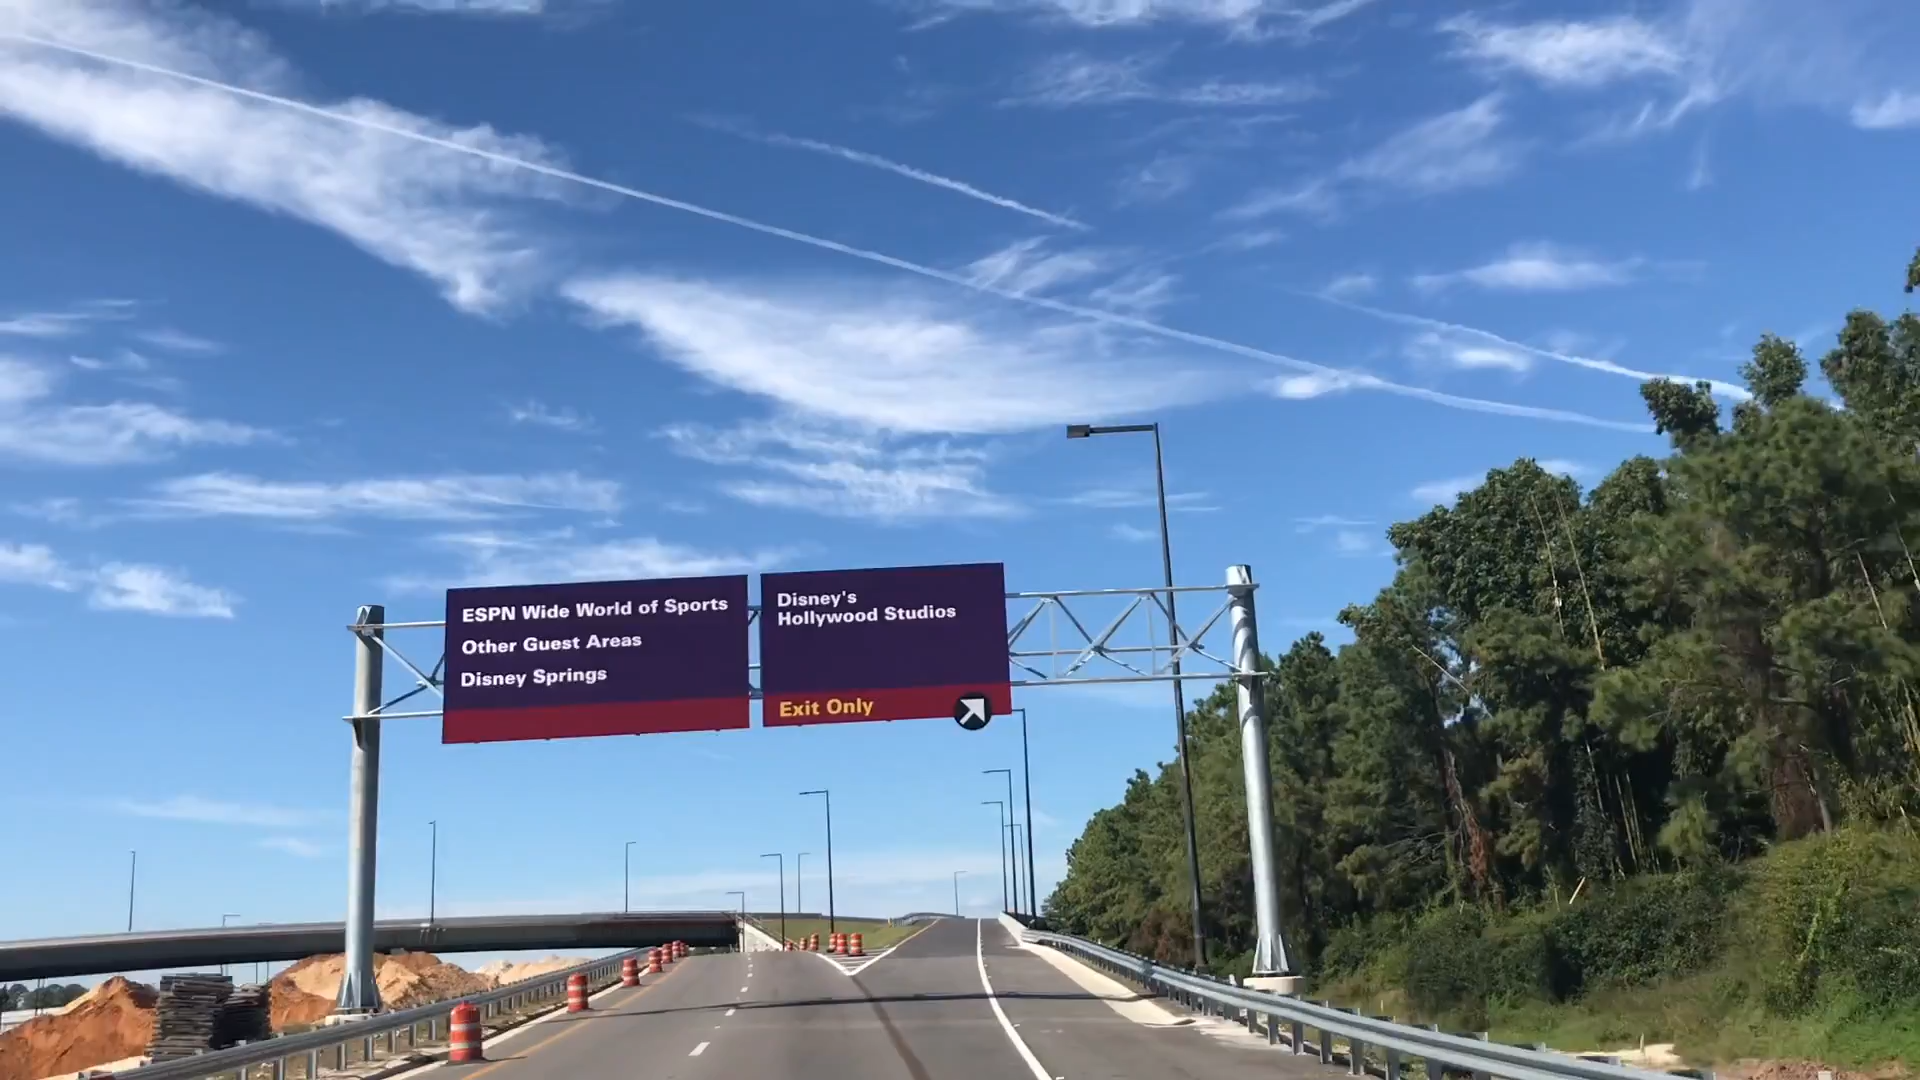 ESPN Wide World of Sports
Other Guest Areas
Disney Springs
Disney's
Hollywood Studios
Exit Only